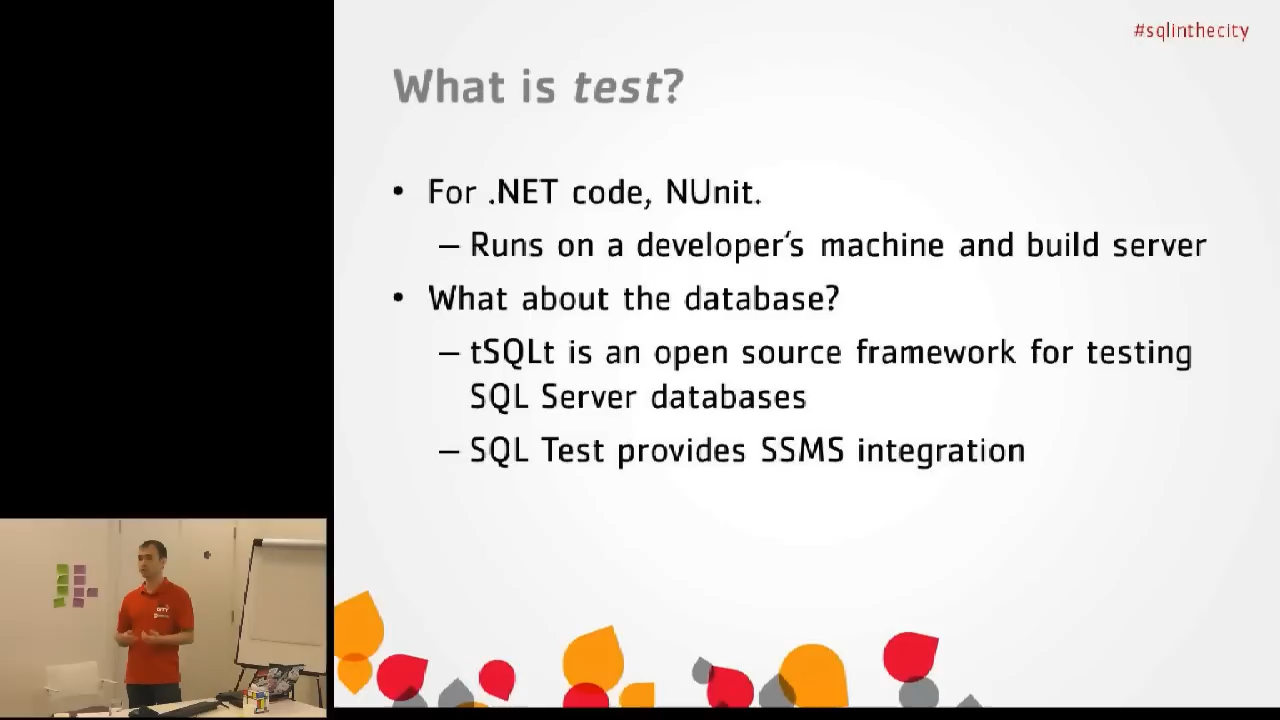 #sqlinthecity
What is test?
• For .NET code, NUnit.
– Runs on a developer's machine and build server
• What about the database?
– tSQLt is an open source framework for testing
SQL Server databases
– SQL Test provides SSMS integration